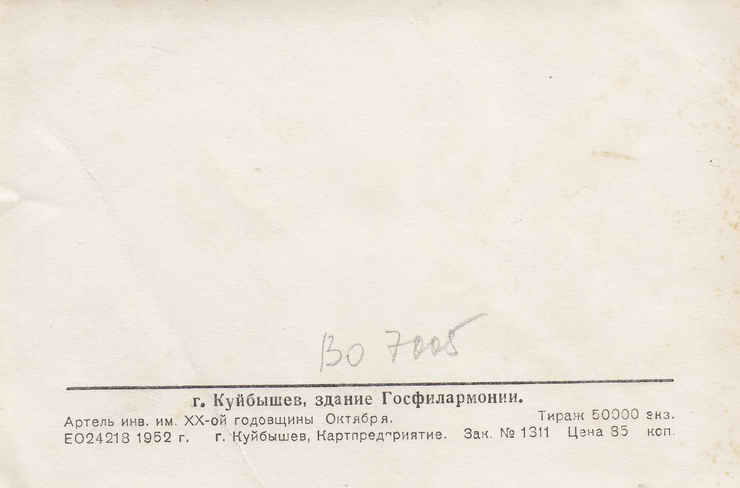 ВО 7005
г. Куйбышев, здание Госфилармонии.
Артель инв. им. XX-ой годовщины Октября. Тираж 50000 экз.
ЕО24218 1952 г. г. Куйбышев, Картпредприятие. Зак. № 1311 Цена 85 коп.